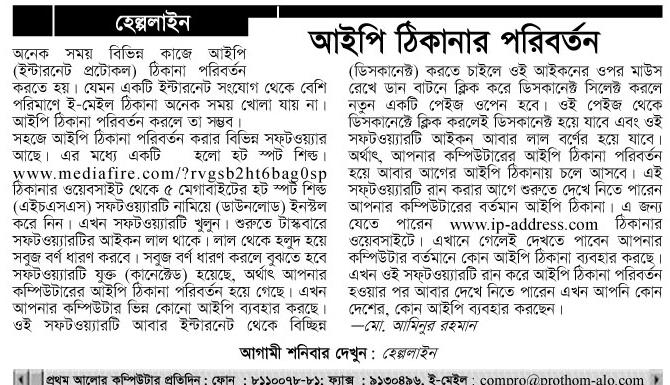 হেল্পলাইন
আইপি ঠিকানার পরিবর্তন
অনেক সময় বিভিন্ন কাজে আইপি
(ইন্টারনেট প্রটোকল) ঠিকানা পরিবর্তন
করতে হয়। যেমন একটি ইন্টারনেট সংযোগ থেকে বেশি
পরিমাণে ই-মেইল ঠিকানা অনেক সময় খোলা যায় না।
আইপি ঠিকানা পরিবর্তন করলে তা সম্ভব।
সহজে আইপি ঠিকানা পরিবর্তন করার বিভিন্ন সফ্টওয়্যার
আছে। এর মধ্যে একটি হলো হট স্পট শিল্ড।
www.mediafire.com/?rvgsb2ht6bag0sp
ঠিকানার ওয়েবসাইট থেকে ৫ মেগাবাইটের হট স্পট শিল্ড
(এইচএসএস) সফটওয়্যারটি নামিয়ে (ডাউনলোড) ইনস্টল
করে নিন। এখন সফটওয়্যারটি খুলুন। শুরুতে টাস্কবারে
সফটওয়্যারটির আইকন লাল থাকে। লাল থেকে হলুদ হয়ে
সবুজ বর্ণ ধারণ করবে। সবুজ বর্ণ ধারণ করলে বুঝতে হবে
সফটওয়্যারটি যুক্ত (কানেক্টেড) হয়েছে, অর্থাৎ আপনার
কম্পিউটারের আইপি ঠিকানা পরিবর্তন হয়ে গেছে। এখন
আপনার কম্পিউটার ভিন্ন কোনো আইপি ব্যবহার করছে।
ওই সফটওয়্যারটি আবার ইন্টারনেট থেকে বিচ্ছিন্ন
(ডিসকানেক্ট) করতে চাইলে ওই আইকনের ওপর মাউস
রেখে ডান বাটনে ক্লিক করে ডিসকানেক্ট সিলেক্ট করলে
নতুন একটি পেইজ ওপেন হবে। ওই পেইজ থেকে
ডিসকানেক্টে ক্লিক করলেই ডিসকানেক্ট হয়ে যাবে এবং ওই
সফটওয়্যারটি আইকন আবার লাল বর্ণের হয়ে যাবে।
অর্থাৎ, আপনার কম্পিউটারের আইপি ঠিকানা পরিবর্তন
হয়ে আবার আগের আইপি ঠিকানায় চলে আসবে। এই
সফটওয়্যারটি রান করার আগে শুরুতে দেখে নিতে পারেন
আপনার কম্পিউটারের বর্তমান আইপি ঠিকানা। এ জন্য
যেতে পারেন www.ip-address.com ঠিকানার
ওয়েবসাইটে। এখানে গেলেই দেখতে পাবেন আপনার
কম্পিউটার বর্তমানে কোন আইপি ঠিকানা ব্যবহার করছে।
এখন ওই সফটওয়্যারটি রান করে আইপি ঠিকানা পরিবর্তন
হওয়ার পর আবার দেখে নিতে পারেন এখন আপনি কোন
দেশের, কোন আইপি ব্যবহার করছেন।
—মো. আমিনুর রহমান
আগামী শনিবার দেখুন : হেল্পলাইন
প্রথম আলোর কম্পিউটার প্রতিদিন : ফোন : ৮১১০০৭৮-৮১; ফ্যাক্স : ৯১৩০৪৯৬, ই-মেইল : compro@prothom-alo.com